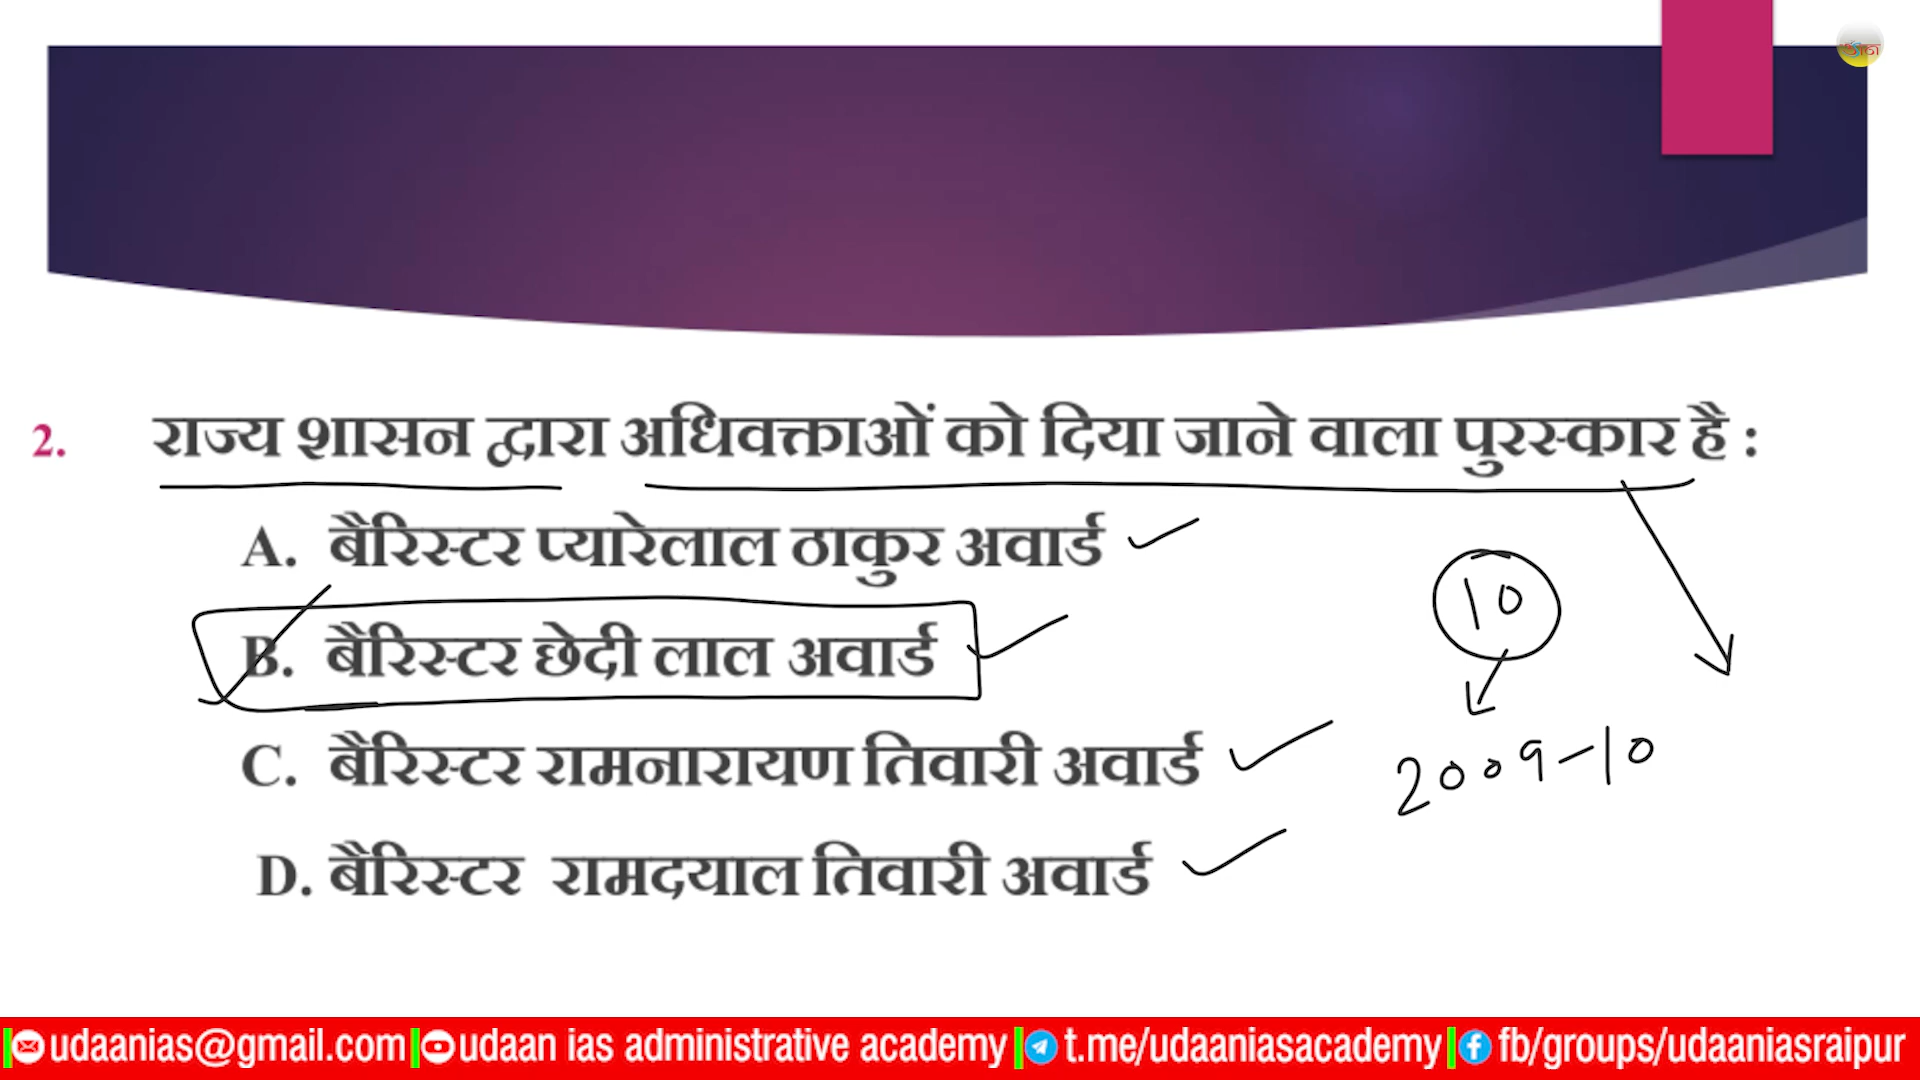 2. राज्य शासन द्वारा अधिवक्ताओं को दिया जाने वाला पुरस्कार है :
A. बैरिस्टर प्यारेलाल ठाकुर अवार्ड
10
B. बैरिस्टर छेदी लाल अवार्ड
C. बैरिस्टर रामनारायण तिवारी अवार्ड
2009-10
D. बैरिस्टर रामदयाल तिवारी अवार्ड
udaanias@gmail.com udaan ias administrative academy t.me/udaaniasacademy fb/groups/udaaniasraipur